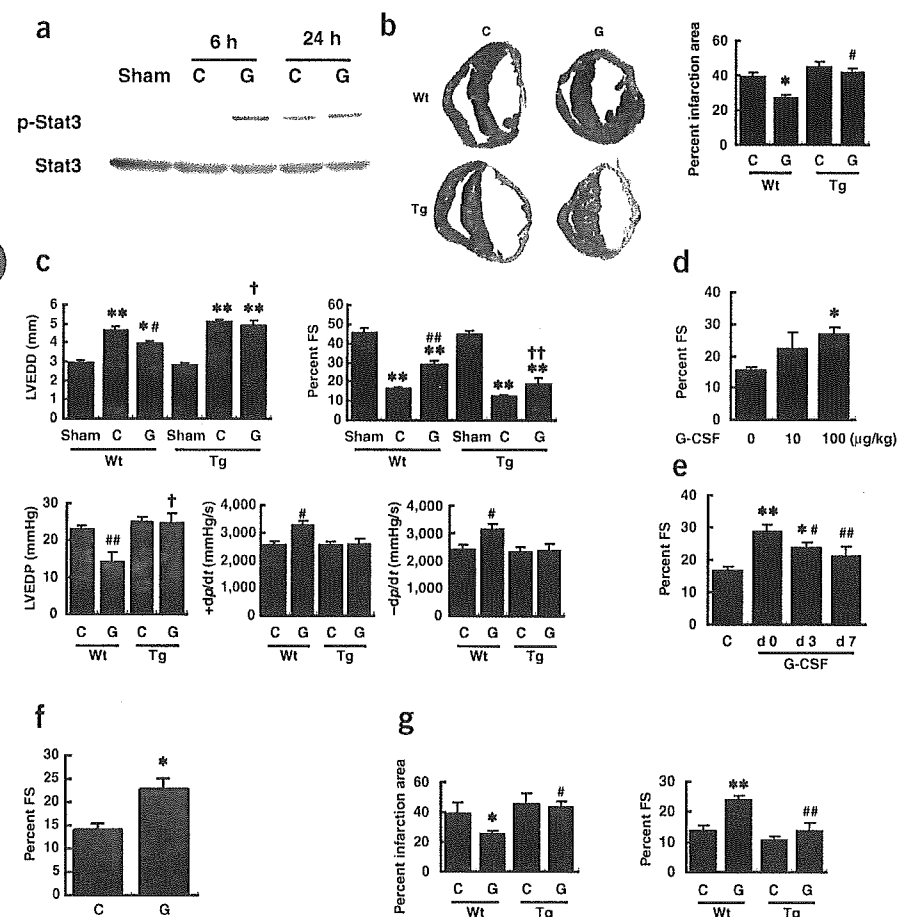 a
6 h
24 h
Sham C G C G
p-Stat3
Stat3
b
C G
Wt
Tg
Percent infarction area
60
40
20
0
C G C G
Wt Tg
c
LVEDD (mm)
6
5
4
3
2
1
0
** *# ** † **
Sham C G Sham C G
Wt Tg
Percent FS
60
50
40
30
20
10
0
** ## ** ** †† **
Sham C G Sham C G
Wt Tg
d
Percent FS
40
30
20
10
0
*
G-CSF 0 10 100 (µg/kg)
e
Percent FS
40
30
20
10
0
** *# ##
C d 0 d 3 d 7
G-CSF
LVEDP (mmHg)
30
20
10
0
## †
C G C G
Wt Tg
+dp/dt (mmHg/s)
4,000
3,000
2,000
1,000
0
#
C G C G
Wt Tg
−dp/dt (mmHg/s)
4,000
3,000
2,000
1,000
0
#
C G C G
Wt Tg
f
Percent FS
30
25
20
15
10
5
0
*
C G
g
Percent infarction area
60
40
20
0
* #
C G C G
Wt Tg
Percent FS
30
20
10
0
** ##
C G C G
Wt Tg